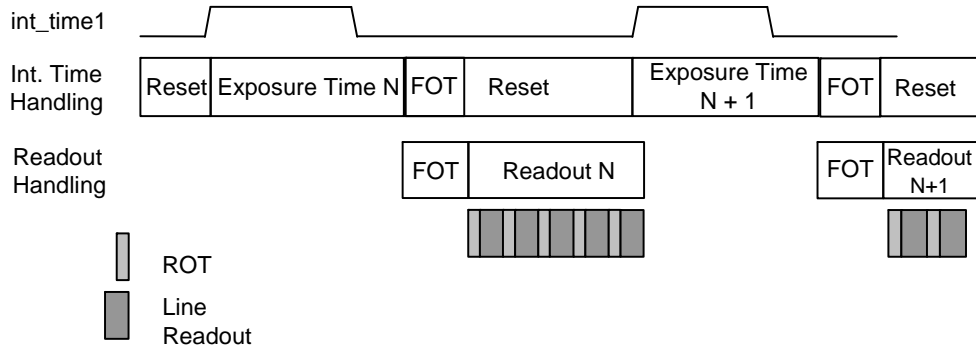 int_time1
Int. Time
Handling
Reset
Exposure Time N
FOT
Reset
Exposure Time
N + 1
FOT
Reset
Readout
Handling
FOT
Readout N
FOT
Readout
N+1
ROT
Line
Readout